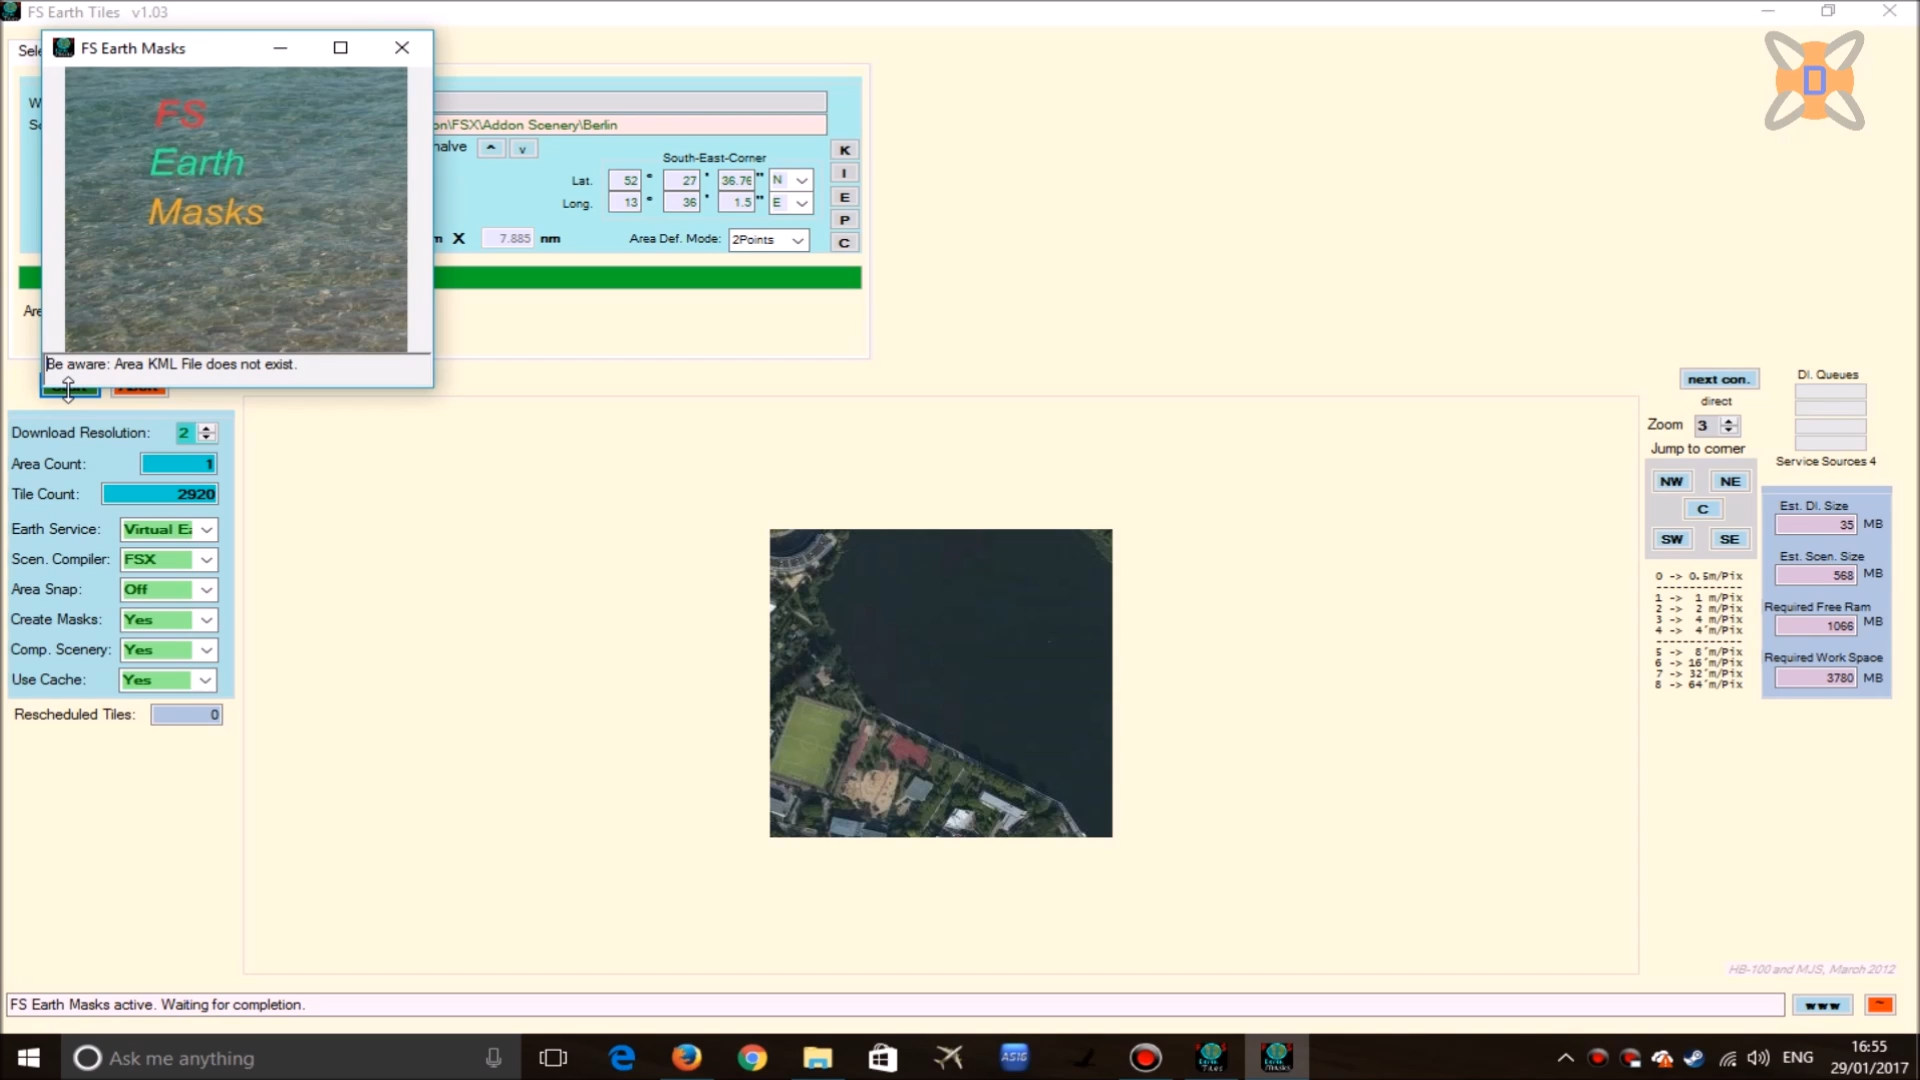 FS Earth Tiles v1.03
FS Earth Masks
FS
Earth
Masks
Be aware: Area KML File does not exist.
on\FSX\Addon Scenery\Berlin
halve ^ v
South-East-Corner
Lat. 52 ° 27 ' 36.76 " N
Long. 13 ° 36 ' 1.5 " E
m X 7.885 nm Area Def. Mode: 2Points
K
I
E
P
C
D
Download Resolution: 2
Area Count: 1
Tile Count: 2920
Earth Service: Virtual Ea
Scen. Compiler: FSX
Area Snap: Off
Create Masks: Yes
Comp. Scenery: Yes
Use Cache: Yes
Rescheduled Tiles: 0
next con.
direct
Zoom 3
Jump to corner
NW NE
C
SW SE
0 -> 0.5m/Pix
-------------
1 -> 1 m/Pix
2 -> 2 m/Pix
3 -> 4 m/Pix
4 -> 4´m/Pix
-------------
5 -> 8´m/Pix
6 -> 16´m/Pix
7 -> 32´m/Pix
8 -> 64´m/Pix
Dl. Queues
Service Sources 4
Est. Dl. Size
35 MB
Est. Scen. Size
568 MB
Required Free Ram
1066 MB
Required Work Space
3780 MB
HB-100 and MJS, March 2012
FS Earth Masks active. Waiting for completion.
www ~
Ask me anything
AS16
Earth
Tiles
Earth
Masks
ENG
16:55
29/01/2017